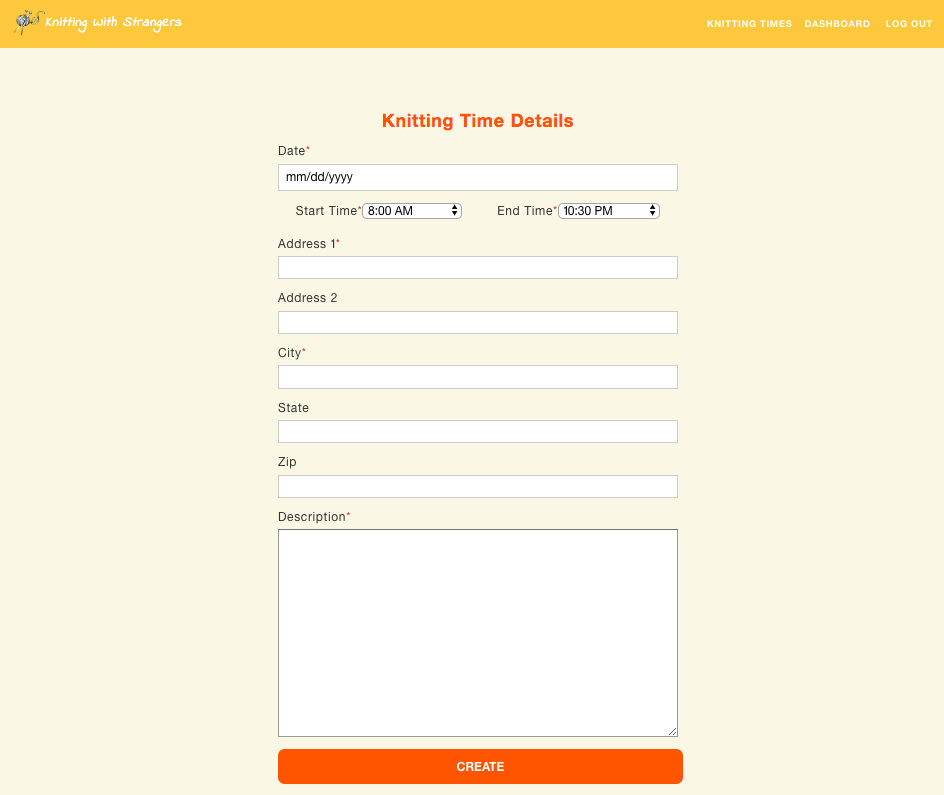 Knitting with Strangers
KNITTING TIMES DASHBOARD LOG OUT
Knitting Time Details
Date*
mm/dd/yyyy
Start Time* 8:00 AM End Time* 10:30 PM
Address 1*
Address 2
City*
State
Zip
Description*
CREATE